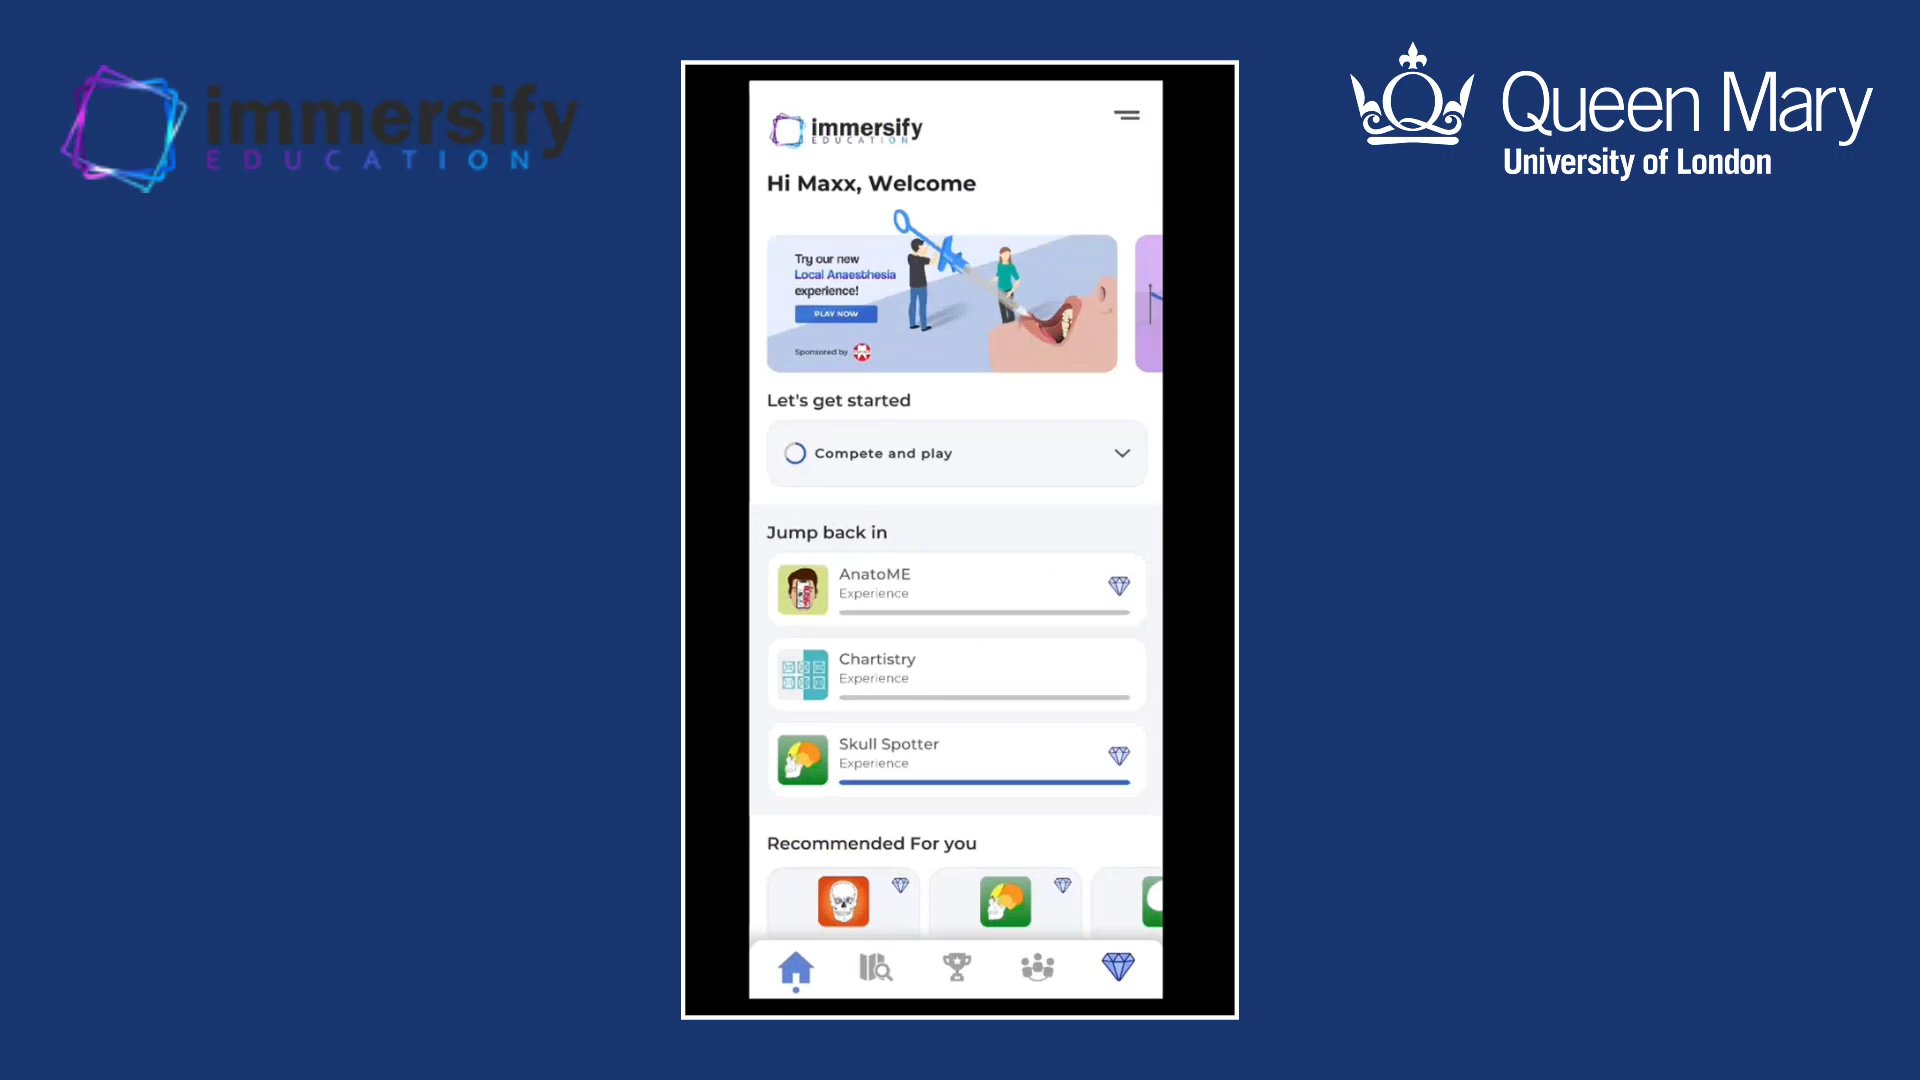 immersify
EDUCATION
Queen Mary
University of London
immersify
EDUCATION
Hi Maxx, Welcome
Try our new
Local Anaesthesia
experience!
PLAY NOW
Sponsored by
Let's get started
Compete and play
Jump back in
AnatoME
Experience
Chartistry
Experience
Skull Spotter
Experience
Recommended For you